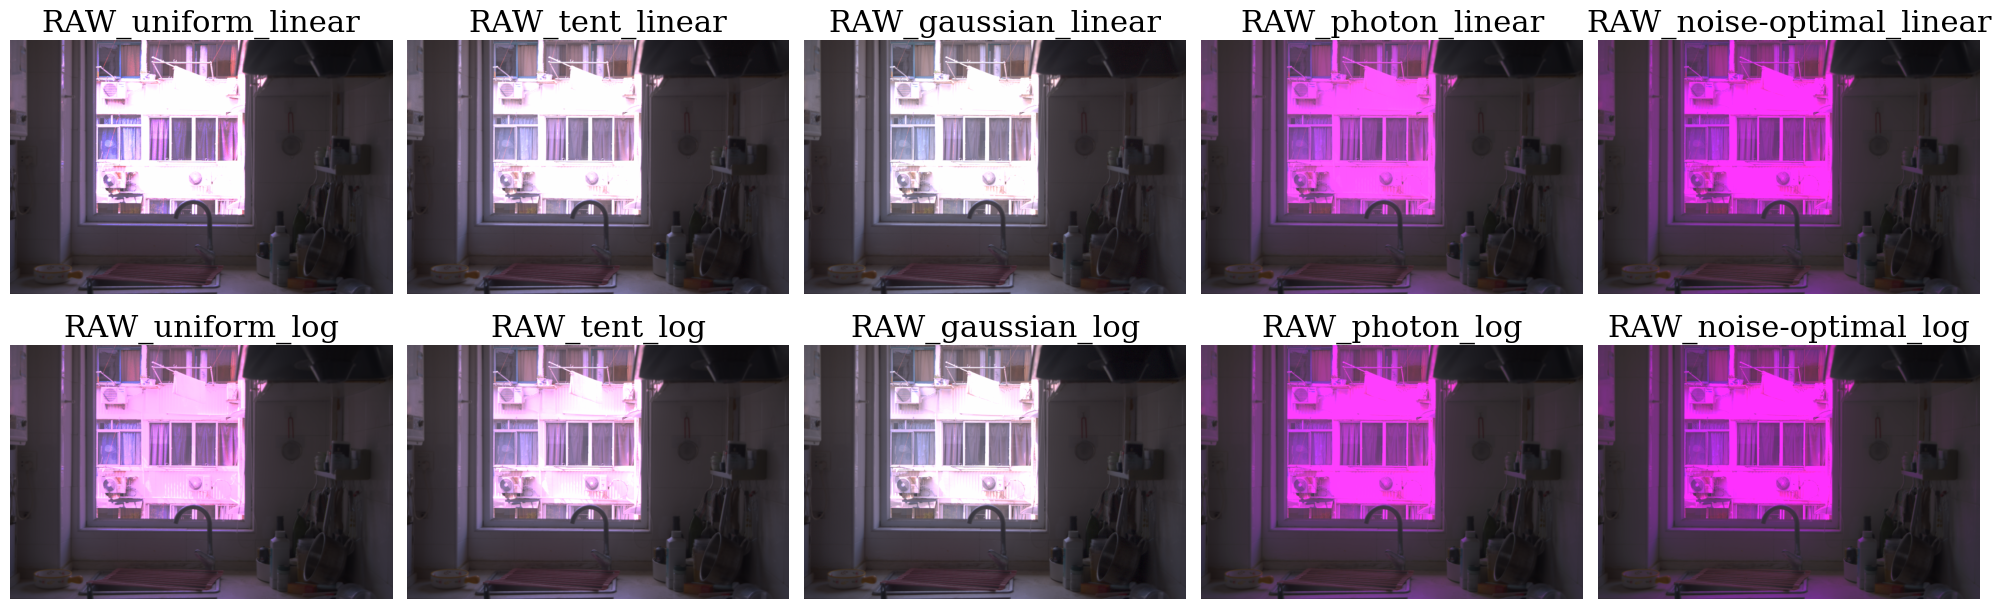 RAW_uniform_linear
RAW_tent_linear
RAW_gaussian_linear
RAW_photon_linear
RAW_noise-optimal_linear
RAW_uniform_log
RAW_tent_log
RAW_gaussian_log
RAW_photon_log
RAW_noise-optimal_log